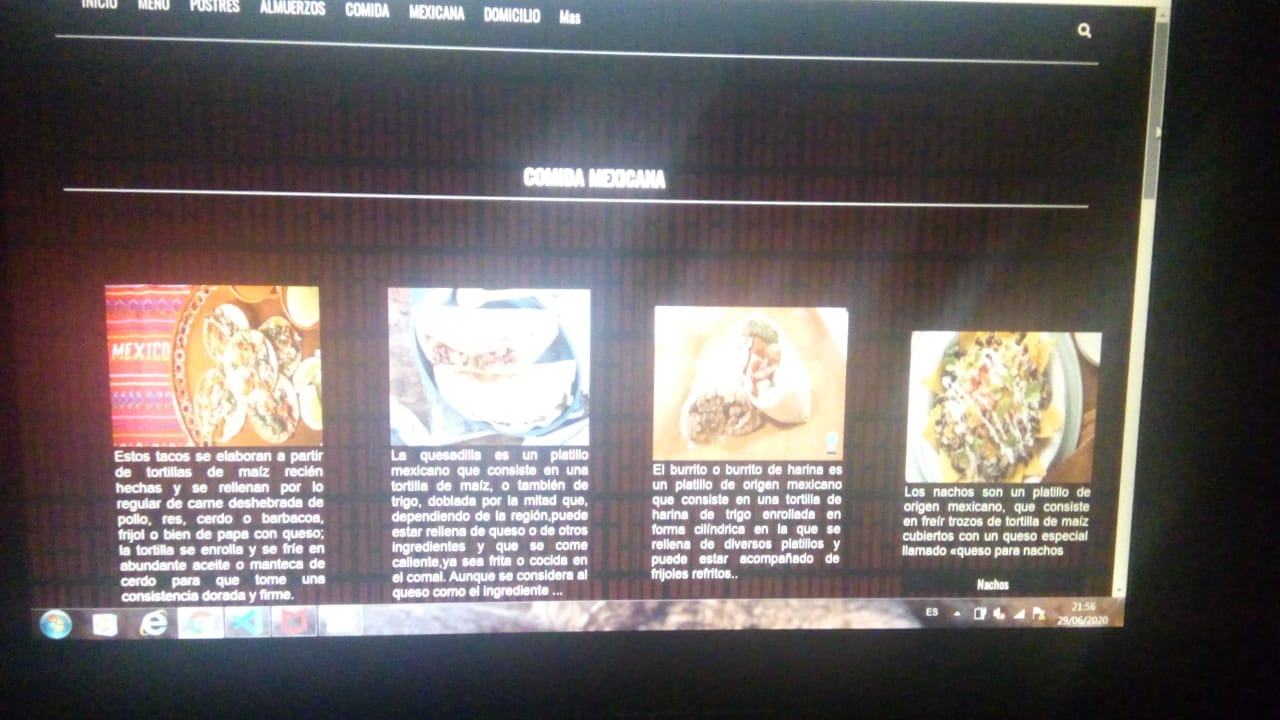 INICIO MENU POSTRES ALMUERZOS COMIDA MEXICANA DOMICILIO Mas
COMIDA MEXICANA
MEXICO
Estos tacos se elaboran a partir
de tortillas de maíz recién
hechas y se rellenan por lo
regular de carne deshebrada de
pollo, res, cerdo o barbacoa,
frijol o bien de papa con queso;
la tortilla se enrolla y se fríe en
abundante aceite o manteca de
cerdo para que tome una
consistencia dorada y firme.
La quesadilla es un platillo
mexicano que consiste en una
tortilla de maíz, o también de
trigo, doblada por la mitad que,
dependiendo de la región,puede
estar rellena de queso o de otros
ingredientes y que se come
caliente,ya sea frita o cocida en
el comal. Aunque se considera al
queso como el ingrediente ...
El burrito o burrito de harina es
un platillo de origen mexicano
que consiste en una tortilla de
harina de trigo enrollada en
forma cilíndrica en la que se
rellena de diversos platillos y
puede estar acompañado de
frijoles refritos..
Los nachos son un platillo de
origen mexicano, que consiste
en freír trozos de tortilla de maíz
cubiertos con un queso especial
llamado «queso para nachos
Nachos
ES
21:56
29/06/2020